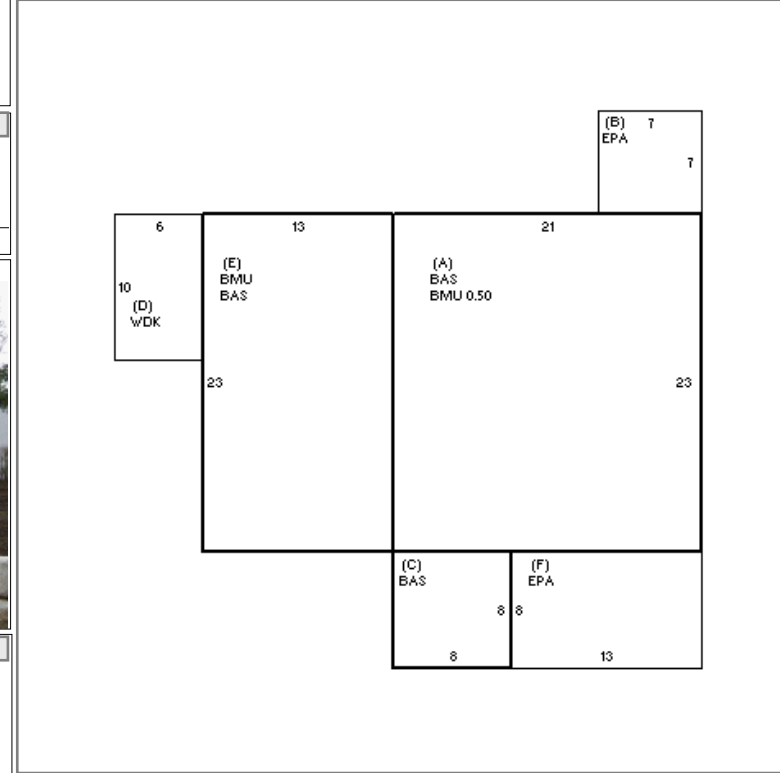 (B) 7
EPA
7
6
13
21
(E)
BMU
BAS
(A)
BAS
BMU 0.50
10
(D)
WDK
23
23
(C)
BAS
(F)
EPA
8
8
8
13